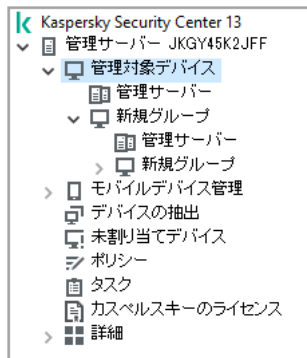 Kaspersky Security Center 13
管理サーバー JKGY45K2JFF
管理対象デバイス
管理サーバー
新規グループ
管理サーバー
新規グループ
モバイルデバイス管理
デバイスの抽出
未割り当てデバイス
ポリシー
タスク
カスペルスキーのライセンス
詳細